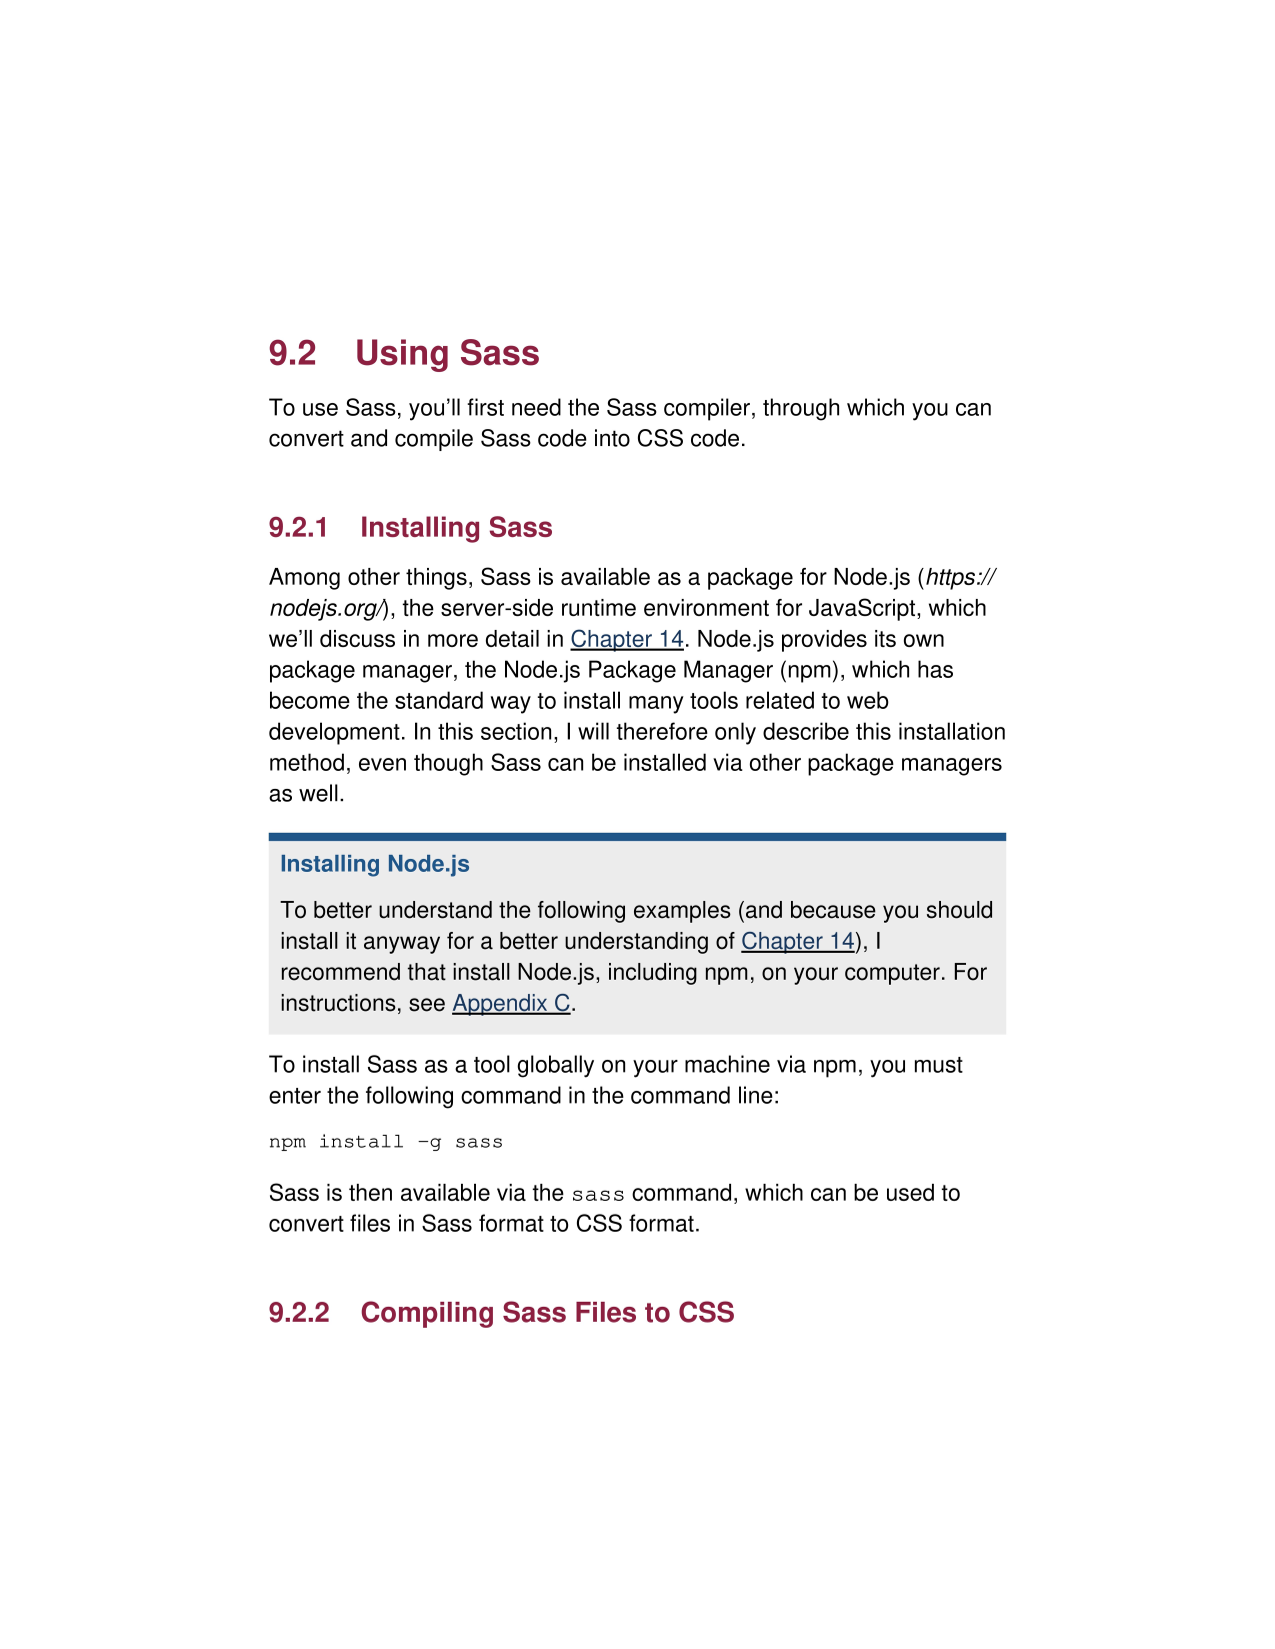 9.2 Using Sass
To use Sass, you’ll first need the Sass compiler, through which you can
convert and compile Sass code into CSS code.
9.2.1 Installing Sass
Among other things, Sass is available as a package for Node.js (https://
nodejs.org/), the server-side runtime environment for JavaScript, which
we’ll discuss in more detail in Chapter 14. Node.js provides its own
package manager, the Node.js Package Manager (npm), which has
become the standard way to install many tools related to web
development. In this section, I will therefore only describe this installation
method, even though Sass can be installed via other package managers
as well.
Installing Node.js
To better understand the following examples (and because you should
install it anyway for a better understanding of Chapter 14), I
recommend that install Node.js, including npm, on your computer. For
instructions, see Appendix C.
To install Sass as a tool globally on your machine via npm, you must
enter the following command in the command line:
npm install -g sass
Sass is then available via the sass command, which can be used to
convert files in Sass format to CSS format.
9.2.2 Compiling Sass Files to CSS